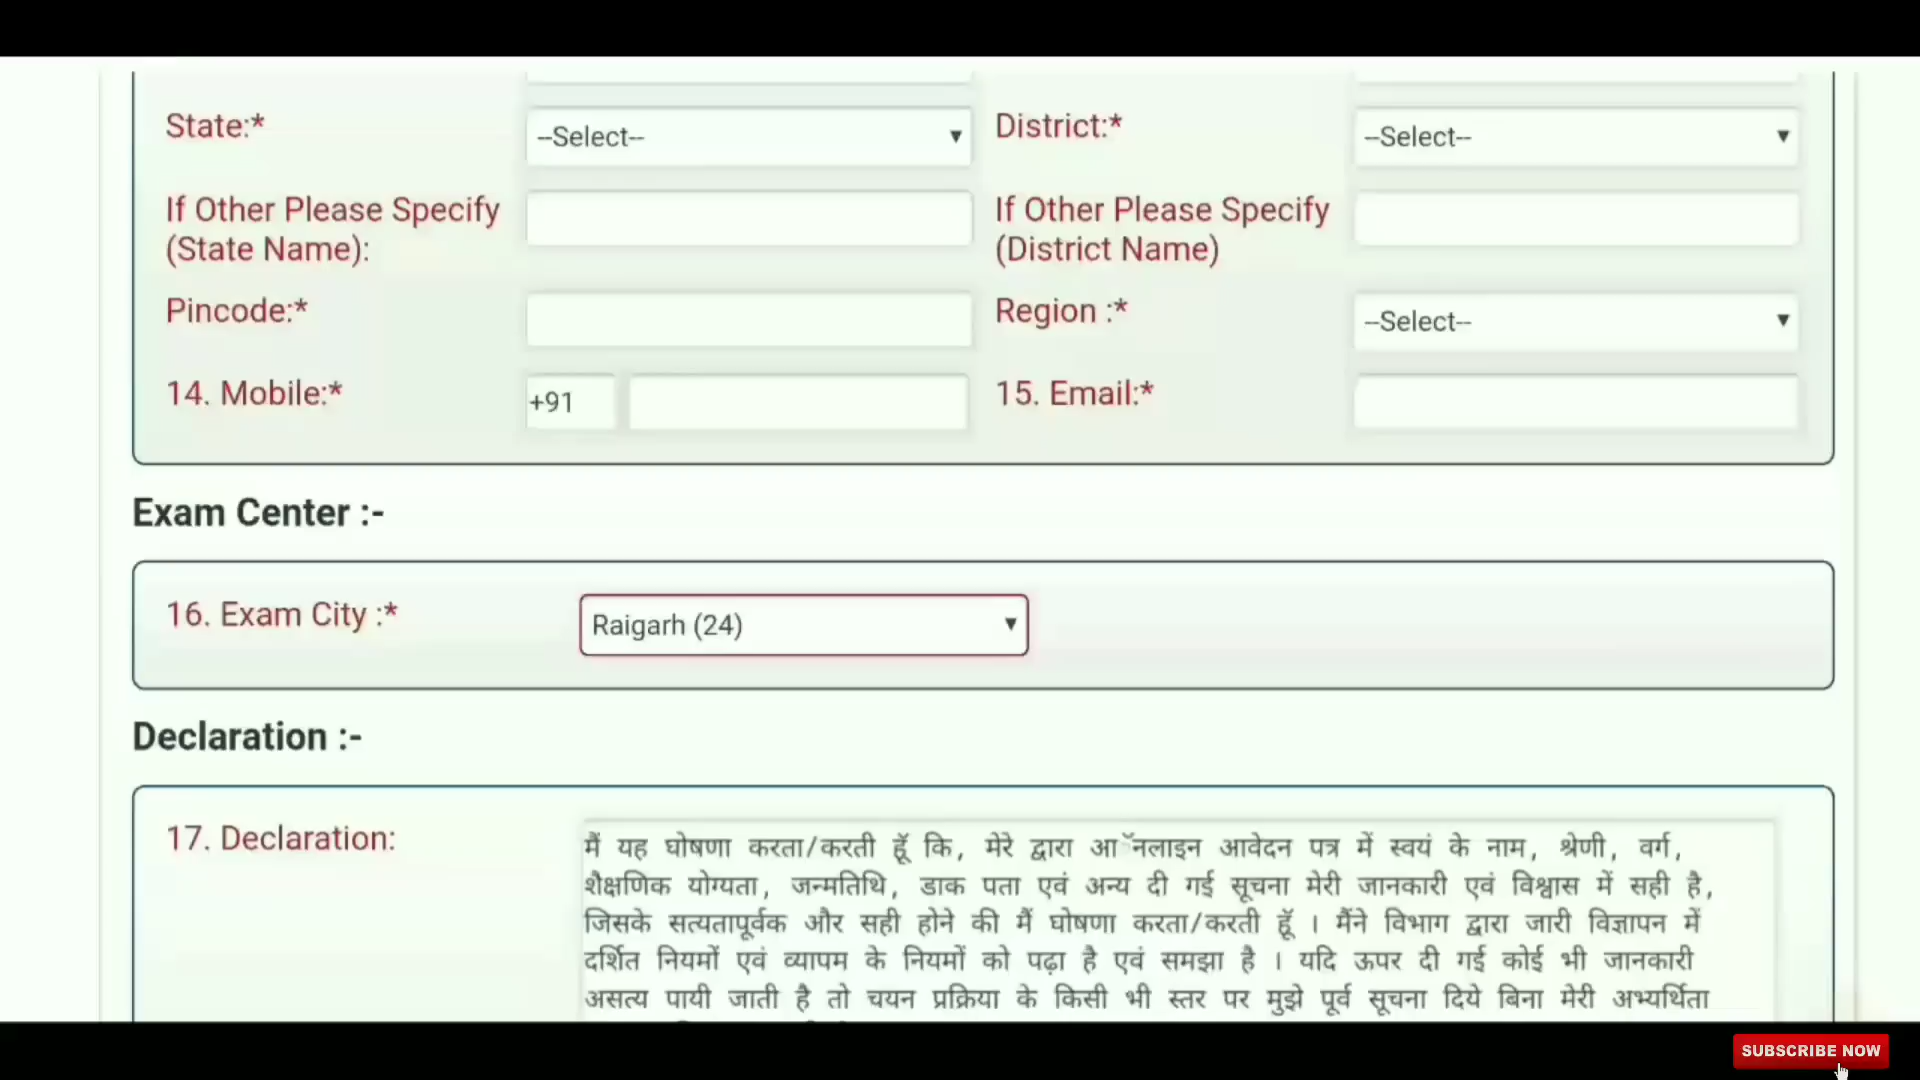 State:* --Select-- District:* --Select--
If Other Please Specify If Other Please Specify
(State Name): (District Name)
Pincode:* Region :* --Select--
14. Mobile:* +91 15. Email:*
Exam Center :-
16. Exam City :* Raigarh (24)
Declaration :-
17. Declaration:
मैं यह घोषणा करता/करती हूँ कि, मेरे द्वारा आॅनलाइन आवेदन पत्र में स्वयं के नाम, श्रेणी, वर्ग,
शैक्षणिक योग्यता, जन्मतिथि, डाक पता एवं अन्य दी गई सूचना मेरी जानकारी एवं विश्वास में सही है,
जिसके सत्यतापूर्वक और सही होने की मैं घोषणा करता/करती हूँ । मैंने विभाग द्वारा जारी विज्ञापन में
दर्शित नियमों एवं व्यापम के नियमों को पढ़ा है एवं समझा है । यदि ऊपर दी गई कोई भी जानकारी
असत्य पायी जाती है तो चयन प्रक्रिया के किसी भी स्तर पर मुझे पूर्व सूचना दिये बिना मेरी अभ्यर्थिता
SUBSCRIBE NOW